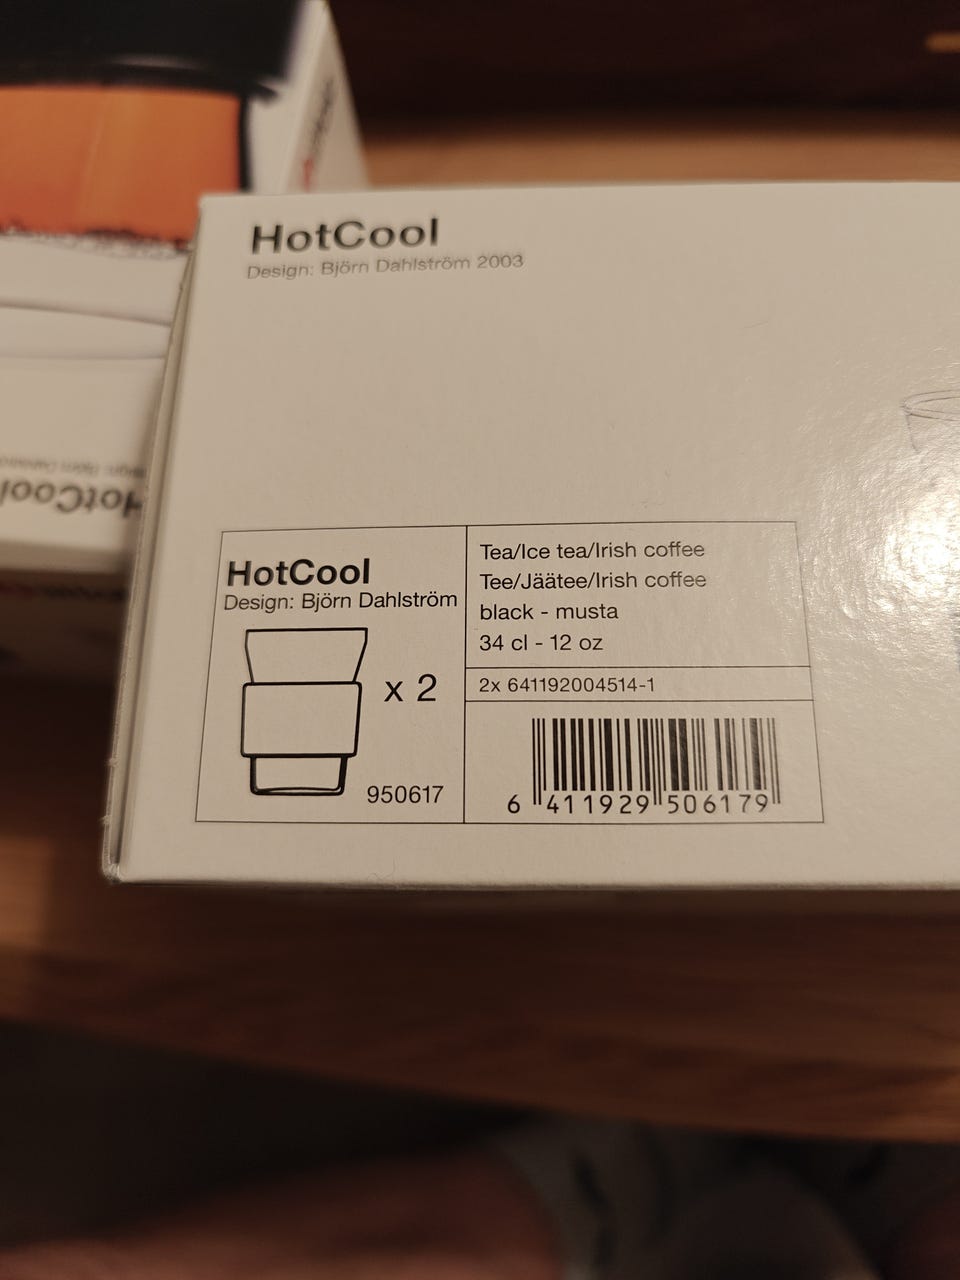 HotCool
Design: Björn Dahlström 2003
HotCool
HotCool
Design: Björn Dahlström
x 2
950617
Tea/Ice tea/Irish coffee
Tee/Jäätee/Irish coffee
black - musta
34 cl - 12 oz
2x 641192004514-1
6 411929 506179